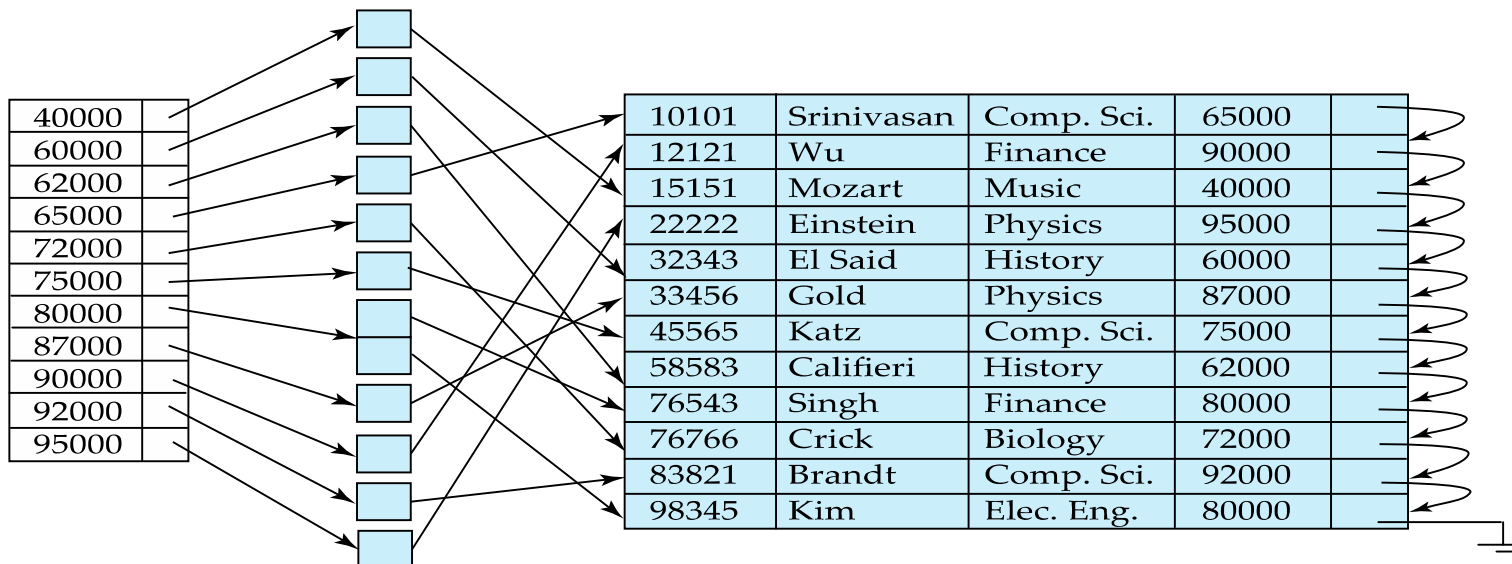 40000
60000
62000
65000
72000
75000
80000
87000
90000
92000
95000
10101 Srinivasan Comp. Sci. 65000
12121 Wu Finance 90000
15151 Mozart Music 40000
22222 Einstein Physics 95000
32343 El Said History 60000
33456 Gold Physics 87000
45565 Katz Comp. Sci. 75000
58583 Califieri History 62000
76543 Singh Finance 80000
76766 Crick Biology 72000
83821 Brandt Comp. Sci. 92000
98345 Kim Elec. Eng. 80000